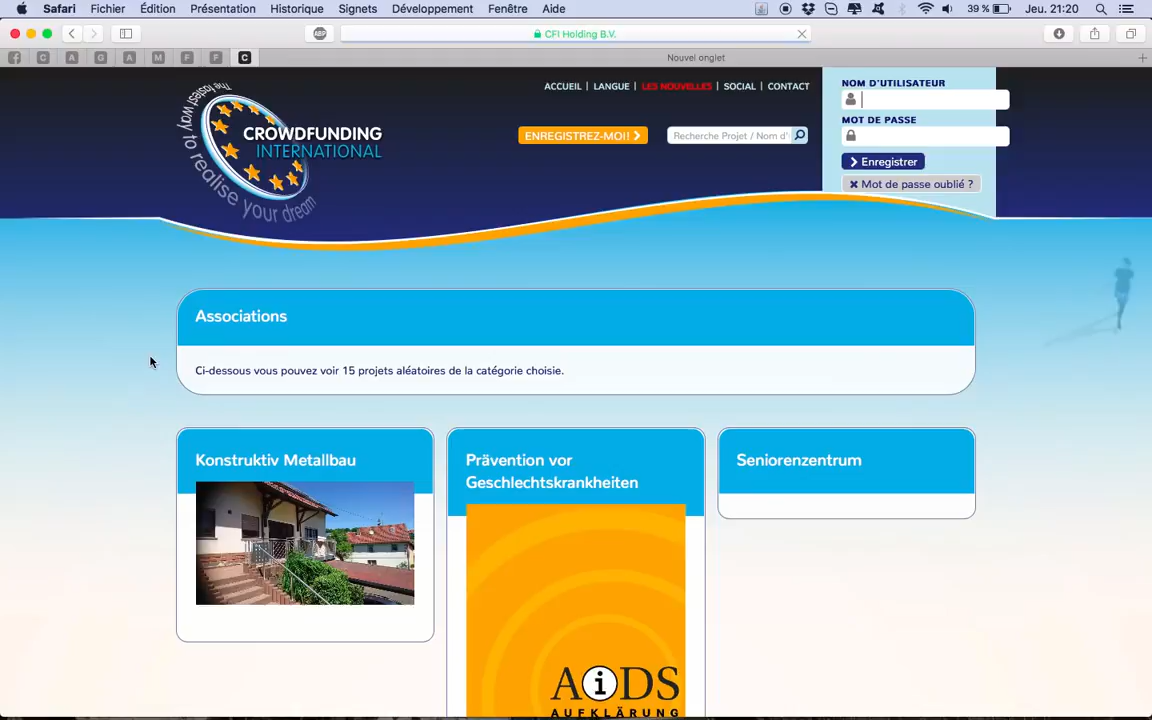 Safari Fichier Édition Présentation Historique Signets Développement Fenêtre Aide 39 % Jeu. 21:20
ABP CFI Holding B.V.
C A G A M F F C Nouvel onglet
The fastest way to realise your dream
CROWDFUNDING
INTERNATIONAL
ACCUEIL | LANGUE | LES NOUVELLES | SOCIAL | CONTACT
ENREGISTREZ-MOI!
Recherche Projet / Nom d'
NOM D'UTILISATEUR
MOT DE PASSE
Enregistrer
Mot de passe oublié ?
Associations
Ci-dessous vous pouvez voir 15 projets aléatoires de la catégorie choisie.
Konstruktiv Metallbau
Prävention vor
Geschlechtskrankheiten
AiDS
AUFKLÄRUNG
Seniorenzentrum